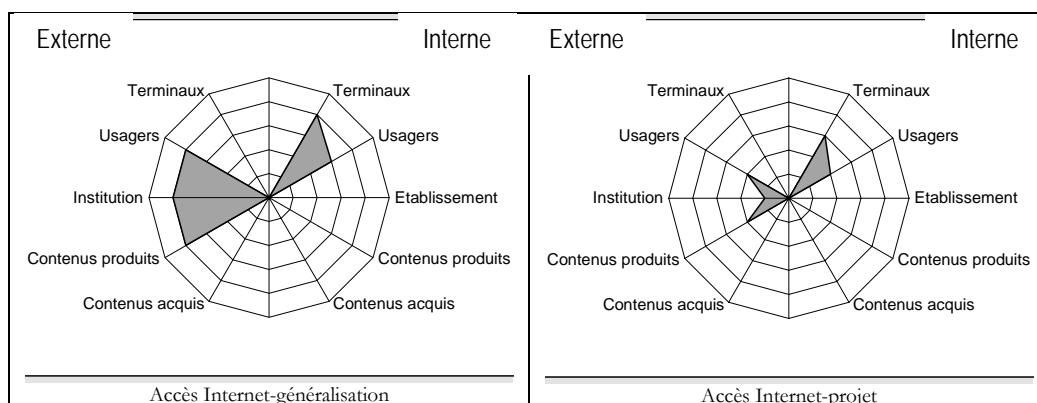 Externe Interne
Terminaux Terminaux
Usagers Usagers
Institution Etablissement
Contenus produits Contenus produits
Contenus acquis Contenus acquis
Accès Internet-généralisation
Externe Interne
Terminaux Terminaux
Usagers Usagers
Institution Etablissement
Contenus produits Contenus produits
Contenus acquis Contenus acquis
Accès Internet-projet